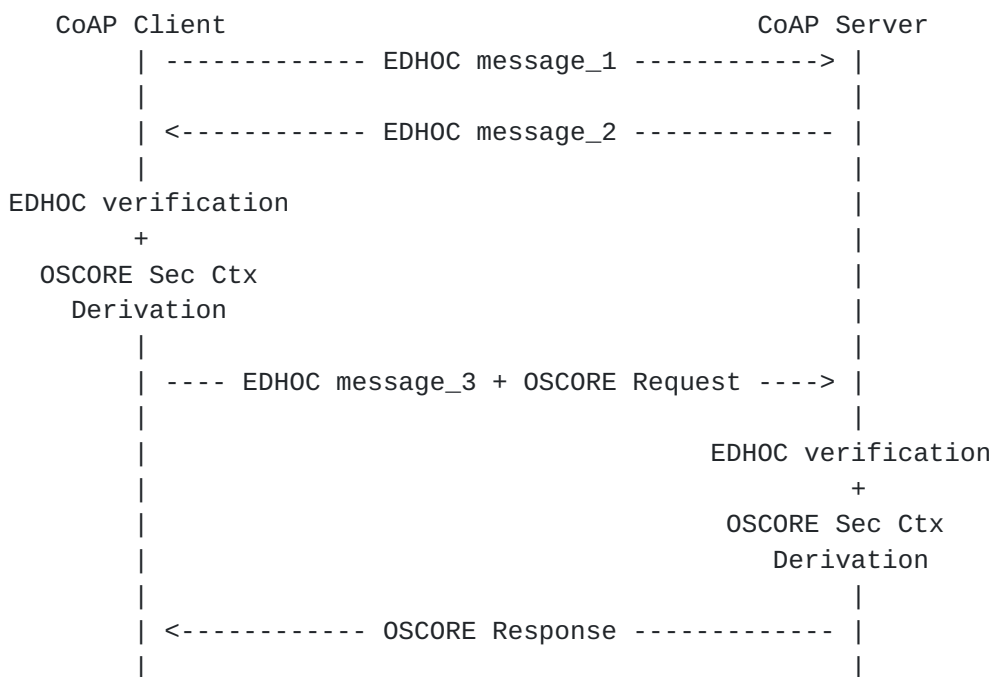 CoAP Client                                  CoAP Server
| ------------- EDHOC message_1 ------------> |
| <------------ EDHOC message_2 ------------- |
EDHOC verification
+
OSCORE Sec Ctx
Derivation
| ---- EDHOC message_3 + OSCORE Request ----> |
EDHOC verification
+
OSCORE Sec Ctx
Derivation
| <------------ OSCORE Response ------------- |